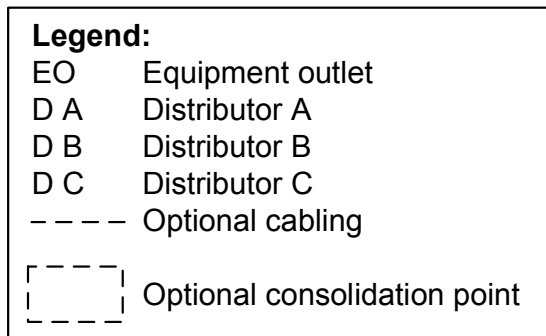 Legend:
EO Equipment outlet
D A Distributor A
D B Distributor B
D C Distributor C
Optional cabling
Optional consolidation point